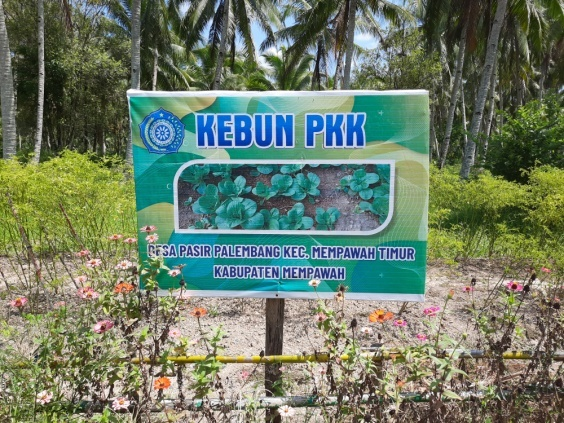 KEBUN PKK
DESA PASIR PALEMBANG KEC. MEMPAWAH TIMUR
KABUPATEN MEMPAWAH